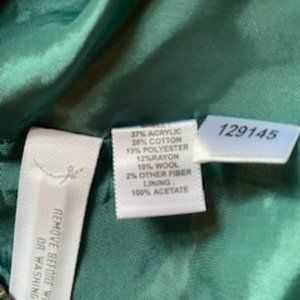 37% ACRYLIC
26% COTTON
13% POLYESTER
12%RAYON
10% WOOL
2% OTHER FIBER
LINING :
100% ACETATE
129145
REMOVE BEFORE W
OR WASHING